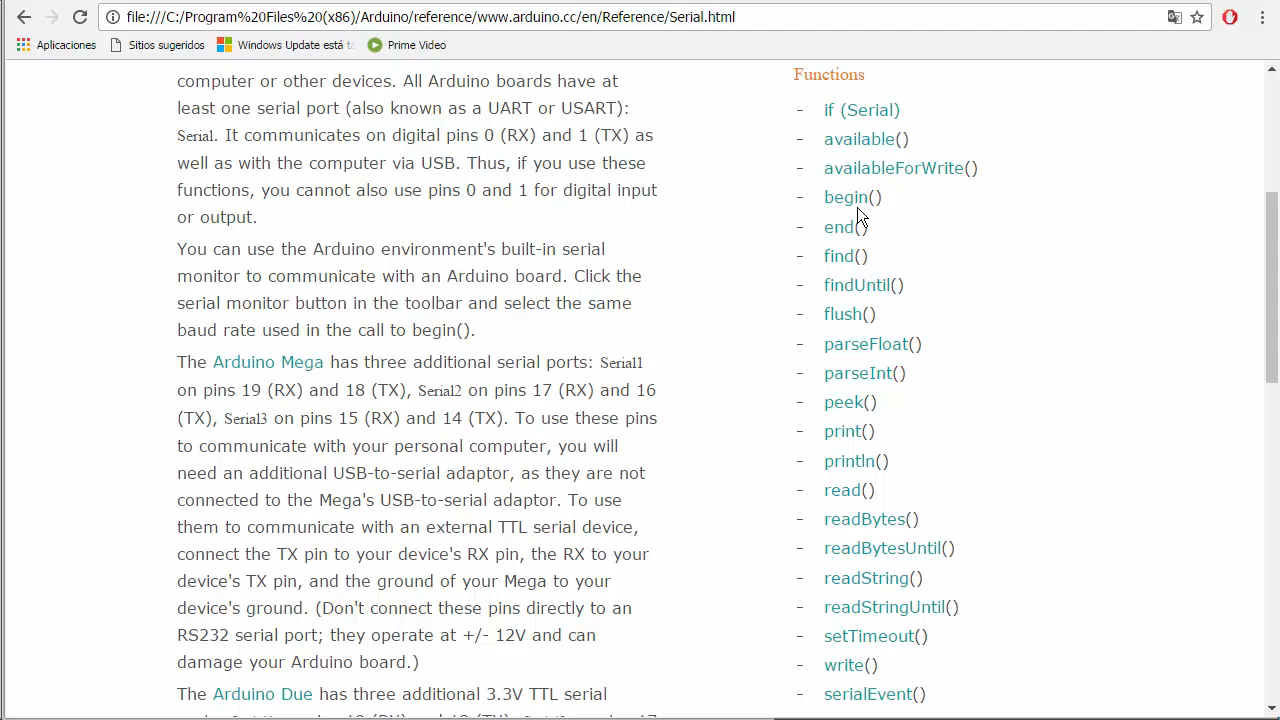 file:///C:/Program%20Files%20(x86)/Arduino/reference/www.arduino.cc/en/Reference/Serial.html
Aplicaciones Sitios sugeridos Windows Update está t Prime Video
computer or other devices. All Arduino boards have at
least one serial port (also known as a UART or USART):
Serial. It communicates on digital pins 0 (RX) and 1 (TX) as
well as with the computer via USB. Thus, if you use these
functions, you cannot also use pins 0 and 1 for digital input
or output.
You can use the Arduino environment's built-in serial
monitor to communicate with an Arduino board. Click the
serial monitor button in the toolbar and select the same
baud rate used in the call to begin().
The Arduino Mega has three additional serial ports: Serial1
on pins 19 (RX) and 18 (TX), Serial2 on pins 17 (RX) and 16
(TX), Serial3 on pins 15 (RX) and 14 (TX). To use these pins
to communicate with your personal computer, you will
need an additional USB-to-serial adaptor, as they are not
connected to the Mega's USB-to-serial adaptor. To use
them to communicate with an external TTL serial device,
connect the TX pin to your device's RX pin, the RX to your
device's TX pin, and the ground of your Mega to your
device's ground. (Don't connect these pins directly to an
RS232 serial port; they operate at +/- 12V and can
damage your Arduino board.)
The Arduino Due has three additional 3.3V TTL serial
Functions
- if (Serial)
- available()
- availableForWrite()
- begin()
- end()
- find()
- findUntil()
- flush()
- parseFloat()
- parseInt()
- peek()
- print()
- println()
- read()
- readBytes()
- readBytesUntil()
- readString()
- readStringUntil()
- setTimeout()
- write()
- serialEvent()